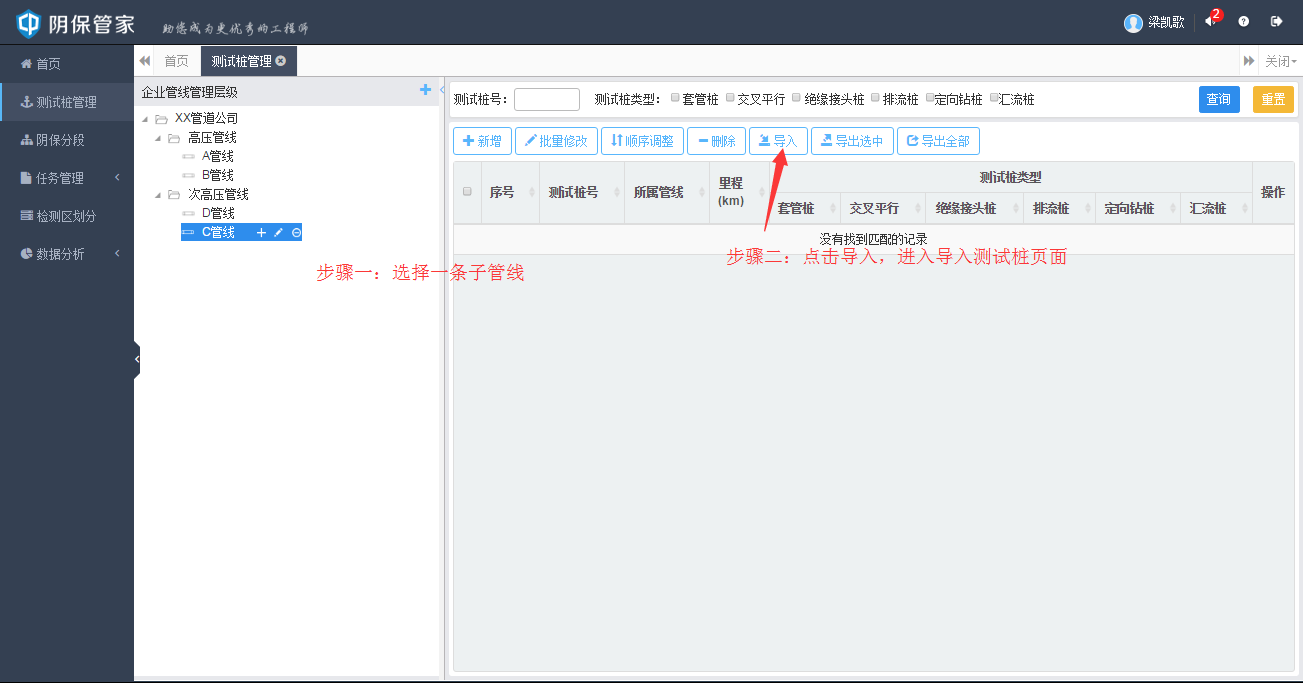 阴保管家 助您成为更优秀的工程师
梁凯歌 2
首页
测试桩管理
阴保分段
任务管理
检测区划分
数据分析
首页 测试桩管理 关闭
企业管线管理层级
XX管道公司
高压管线
A管线
B管线
次高压管线
D管线
C管线
步骤一：选择一条子管线
测试桩号： 测试桩类型： 套管桩 交叉平行 绝缘接头桩 排流桩 定向钻桩 汇流桩 查询 重置
新增 批量修改 顺序调整 删除 导入 导出选中 导出全部
序号 测试桩号 所属管线 里程(km) 测试桩类型 操作
套管桩 交叉平行 绝缘接头桩 排流桩 定向钻桩 汇流桩
没有找到匹配的记录
步骤二：点击导入，进入导入测试桩页面